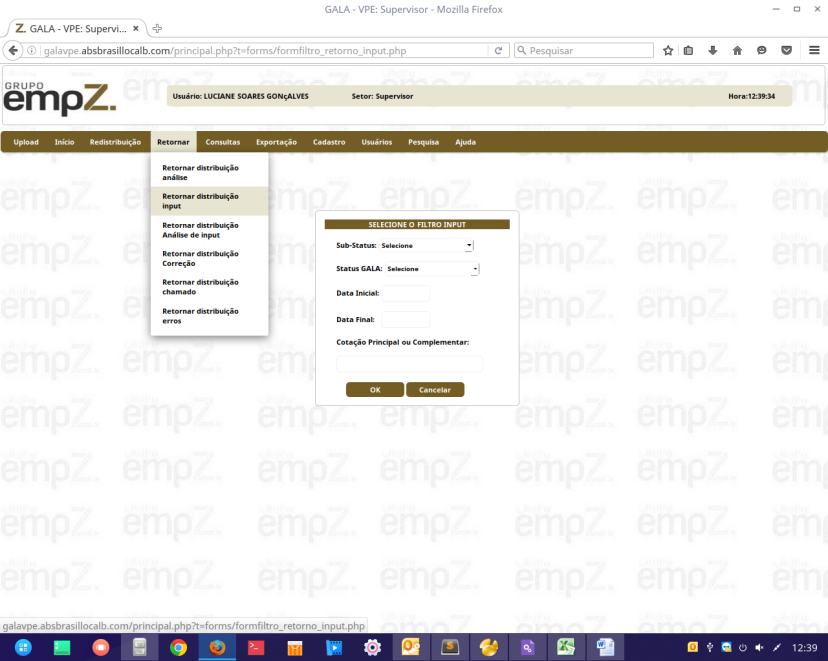 GALA - VPE: Supervisor - Mozilla Firefox
Z. GALA - VPE: Supervi...
galavpe.absbrasillocalb.com/principal.php?t=forms/formfiltro_retorno_input.php
Pesquisar
GRUPO
empZ.
Usuário: LUCIANE SOARES GONçALVES Setor: Supervisor Hora:12:39:34
Upload Início Redistribuição Retornar Consultas Exportação Cadastro Usuários Pesquisa Ajuda
Retornar distribuição
análise
Retornar distribuição
input
Retornar distribuição
Análise de input
Retornar distribuição
Correção
Retornar distribuição
chamado
Retornar distribuição
erros
SELECIONE O FILTRO INPUT
Sub-Status: Selecione
Status GALA: Selecione
Data Inicial:
Data Final:
Cotação Principal ou Complementar:
OK Cancelar
galavpe.absbrasillocalb.com/principal.php?t=forms/formfiltro_retorno_input.php
12:39